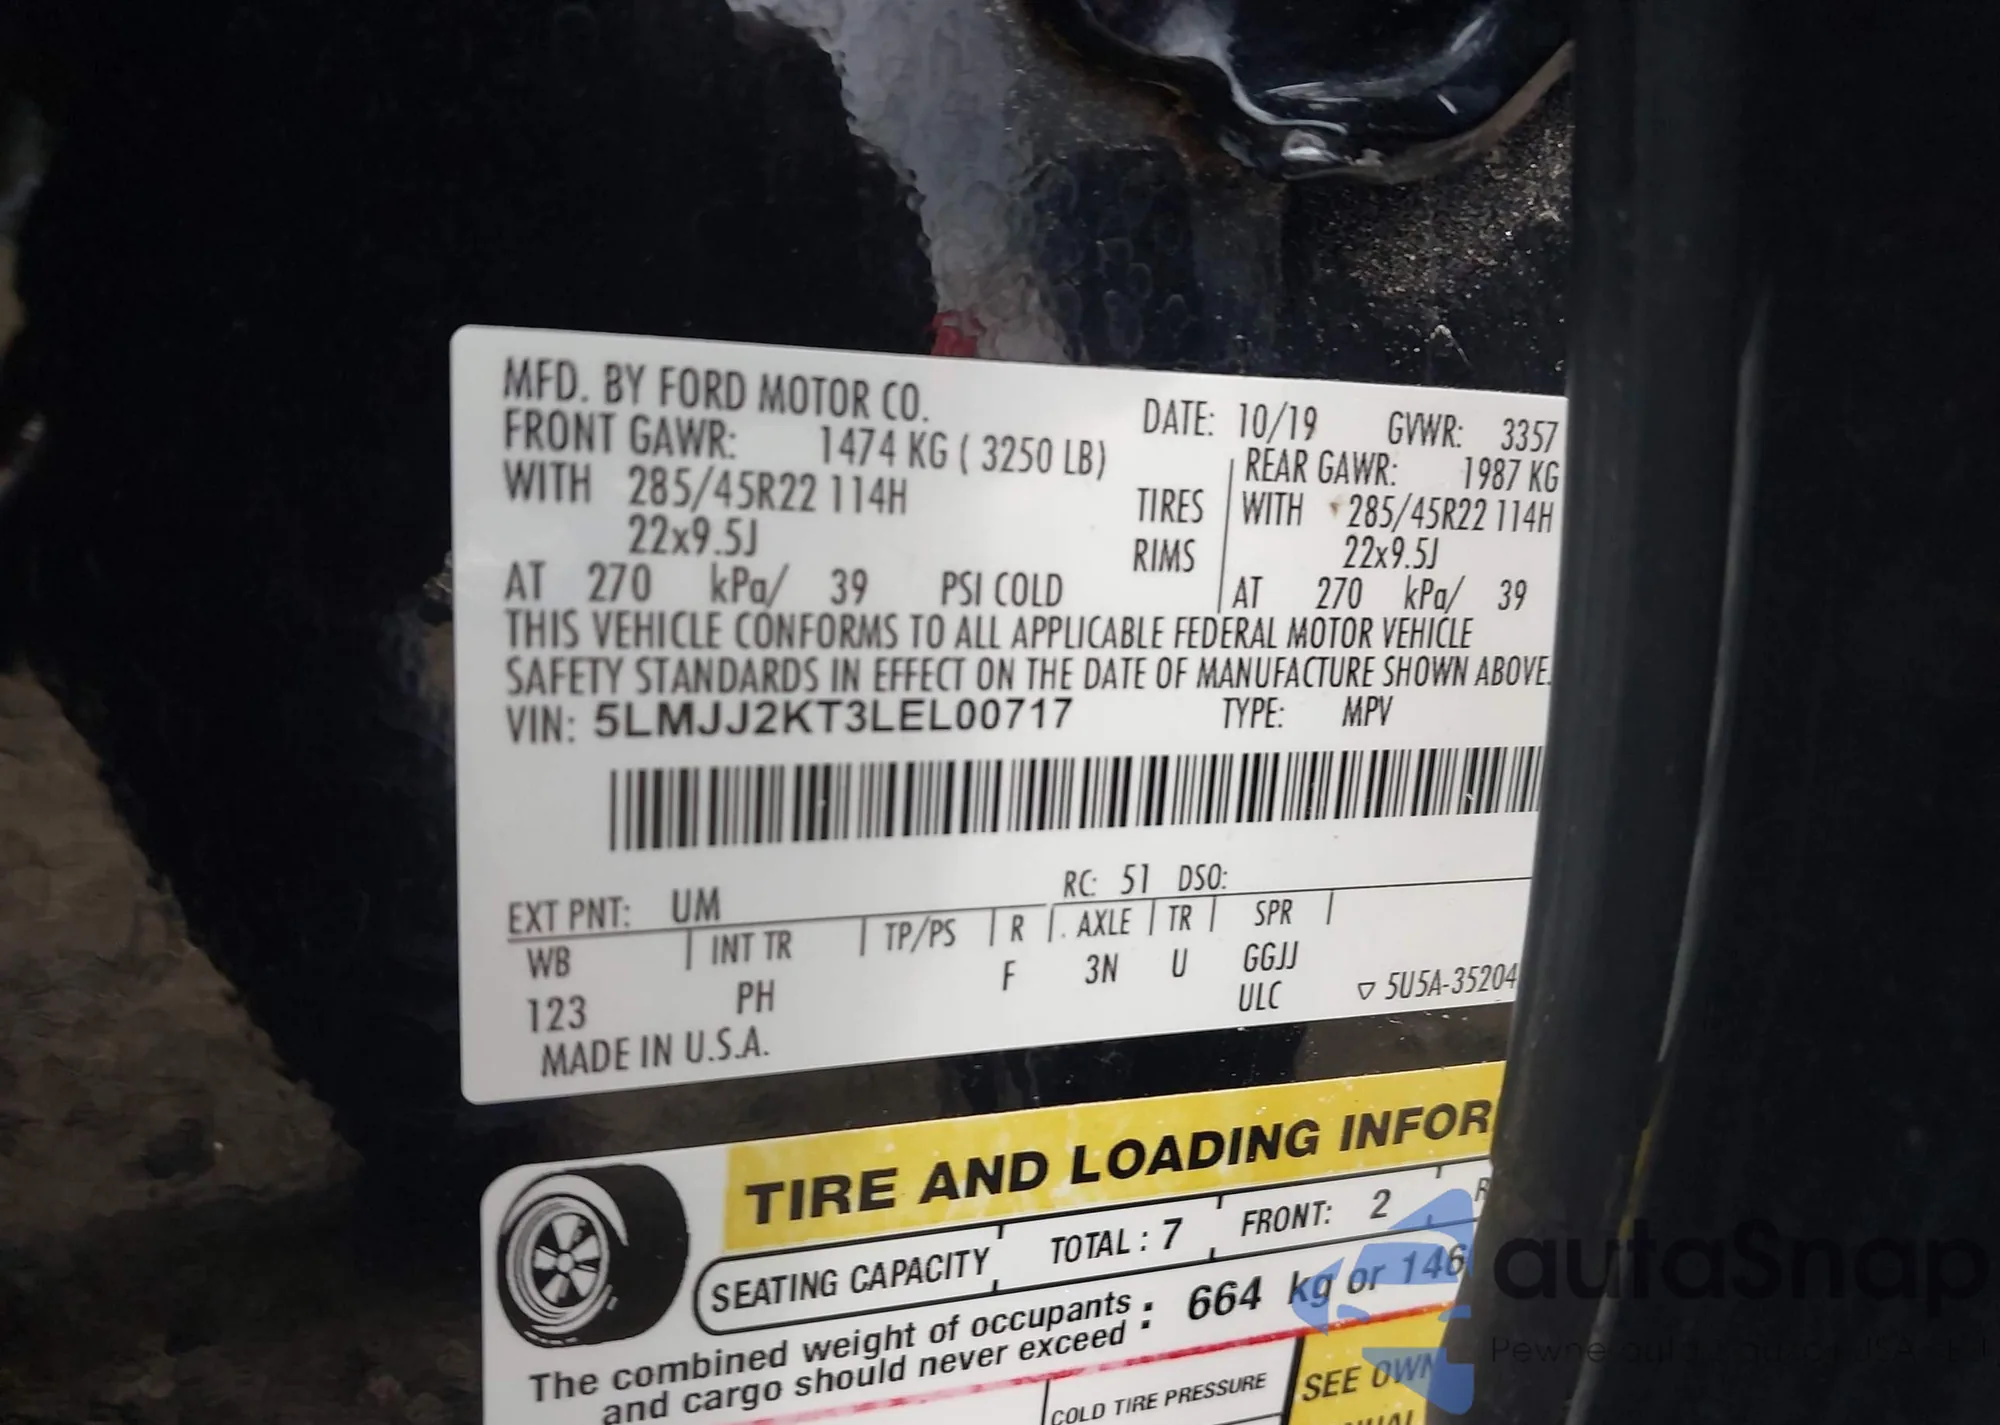 MFD. BY FORD MOTOR CO. DATE: 10/19 GVWR: 3357
FRONT GAWR: 1474 KG ( 3250 LB) REAR GAWR: 1987 KG
WITH 285/45R22 114H TIRES WITH 285/45R22 114H
22x9.5J RIMS 22x9.5J
AT 270 kPa/ 39 PSI COLD AT 270 kPa/ 39
THIS VEHICLE CONFORMS TO ALL APPLICABLE FEDERAL MOTOR VEHICLE
SAFETY STANDARDS IN EFFECT ON THE DATE OF MANUFACTURE SHOWN ABOVE.
VIN: 5LMJJ2KT3LEL00717 TYPE: MPV
EXT PNT: UM RC: 51 DSO:
WB INT TR TP/PS R AXLE TR SPR
123 PH F 3N U GGJJ
ULC ▽ 5U5A-35204
MADE IN U.S.A.
TIRE AND LOADING INFOR
SEATING CAPACITY TOTAL : 7 FRONT: 2 R
The combined weight of occupants
and cargo should never exceed : 664 kg or 146
COLD TIRE PRESSURE SEE OWN
autaSnap